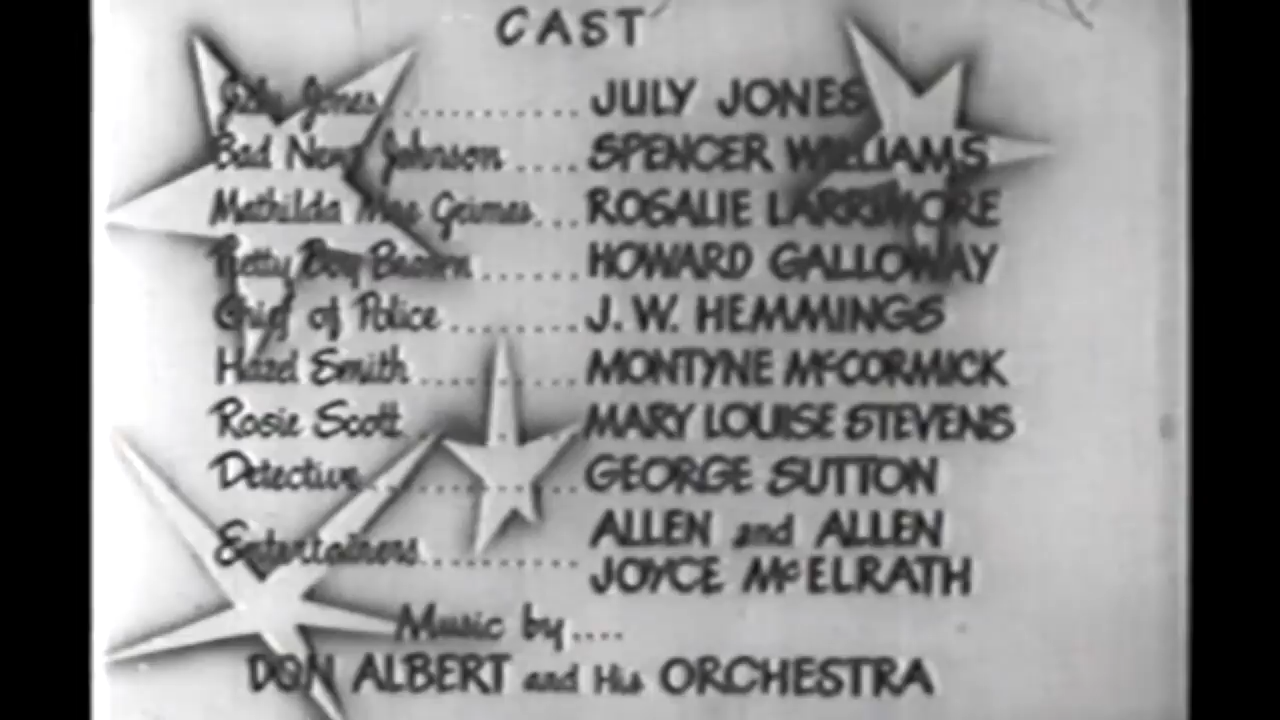 CAST
July Jones ........... JULY JONES
Bad News Johnson ..... SPENCER WILLIAMS
Mathilda Mae Grimes... ROSALIE LARRIMORE
Pretty Boy Brown ...... HOWARD GALLOWAY
Chief of Police ........ J. W. HEMMINGS
Hazel Smith .......... MONTYNE McCORMICK
Rosie Scott MARY LOUISE STEVENS
Detective ............ GEORGE SUTTON
Entertainers .......... ALLEN and ALLEN
JOYCE McELRATH
Music by....
DON ALBERT and His ORCHESTRA